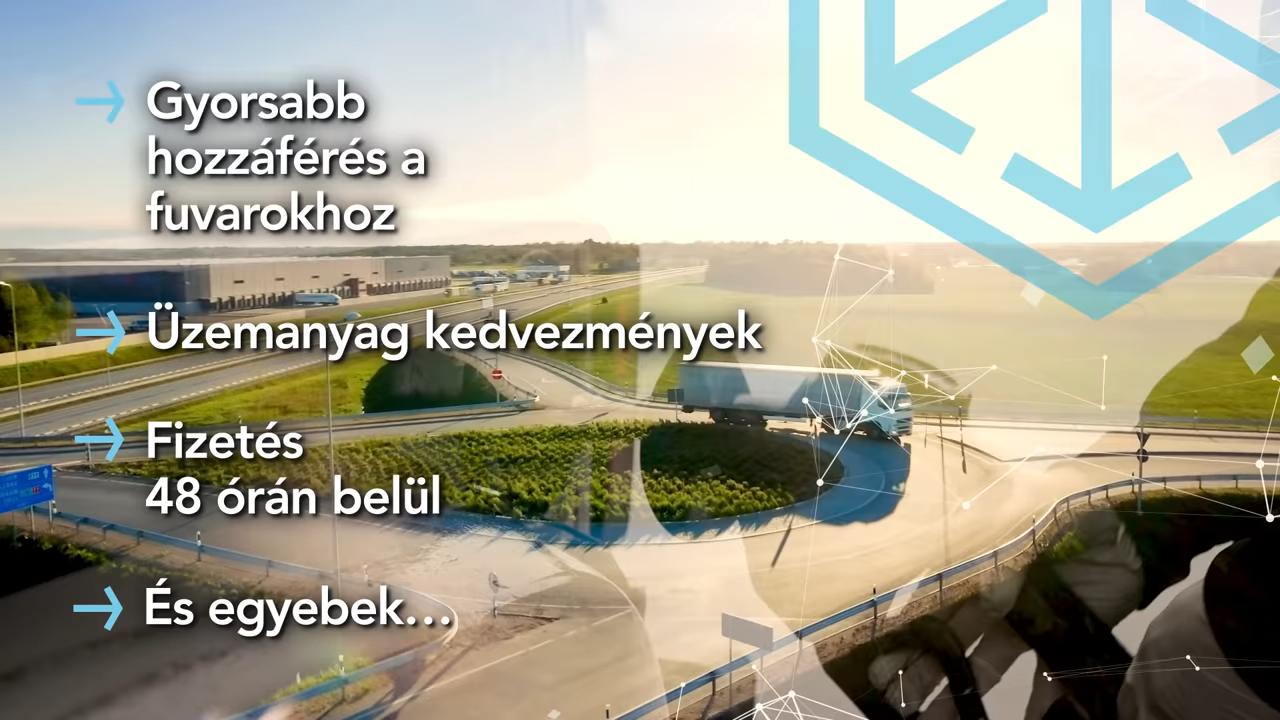 Gyorsabb
hozzáférés a
fuvarokhoz
Üzemanyag kedvezmények
Fizetés
48 órán belül
És egyebek...